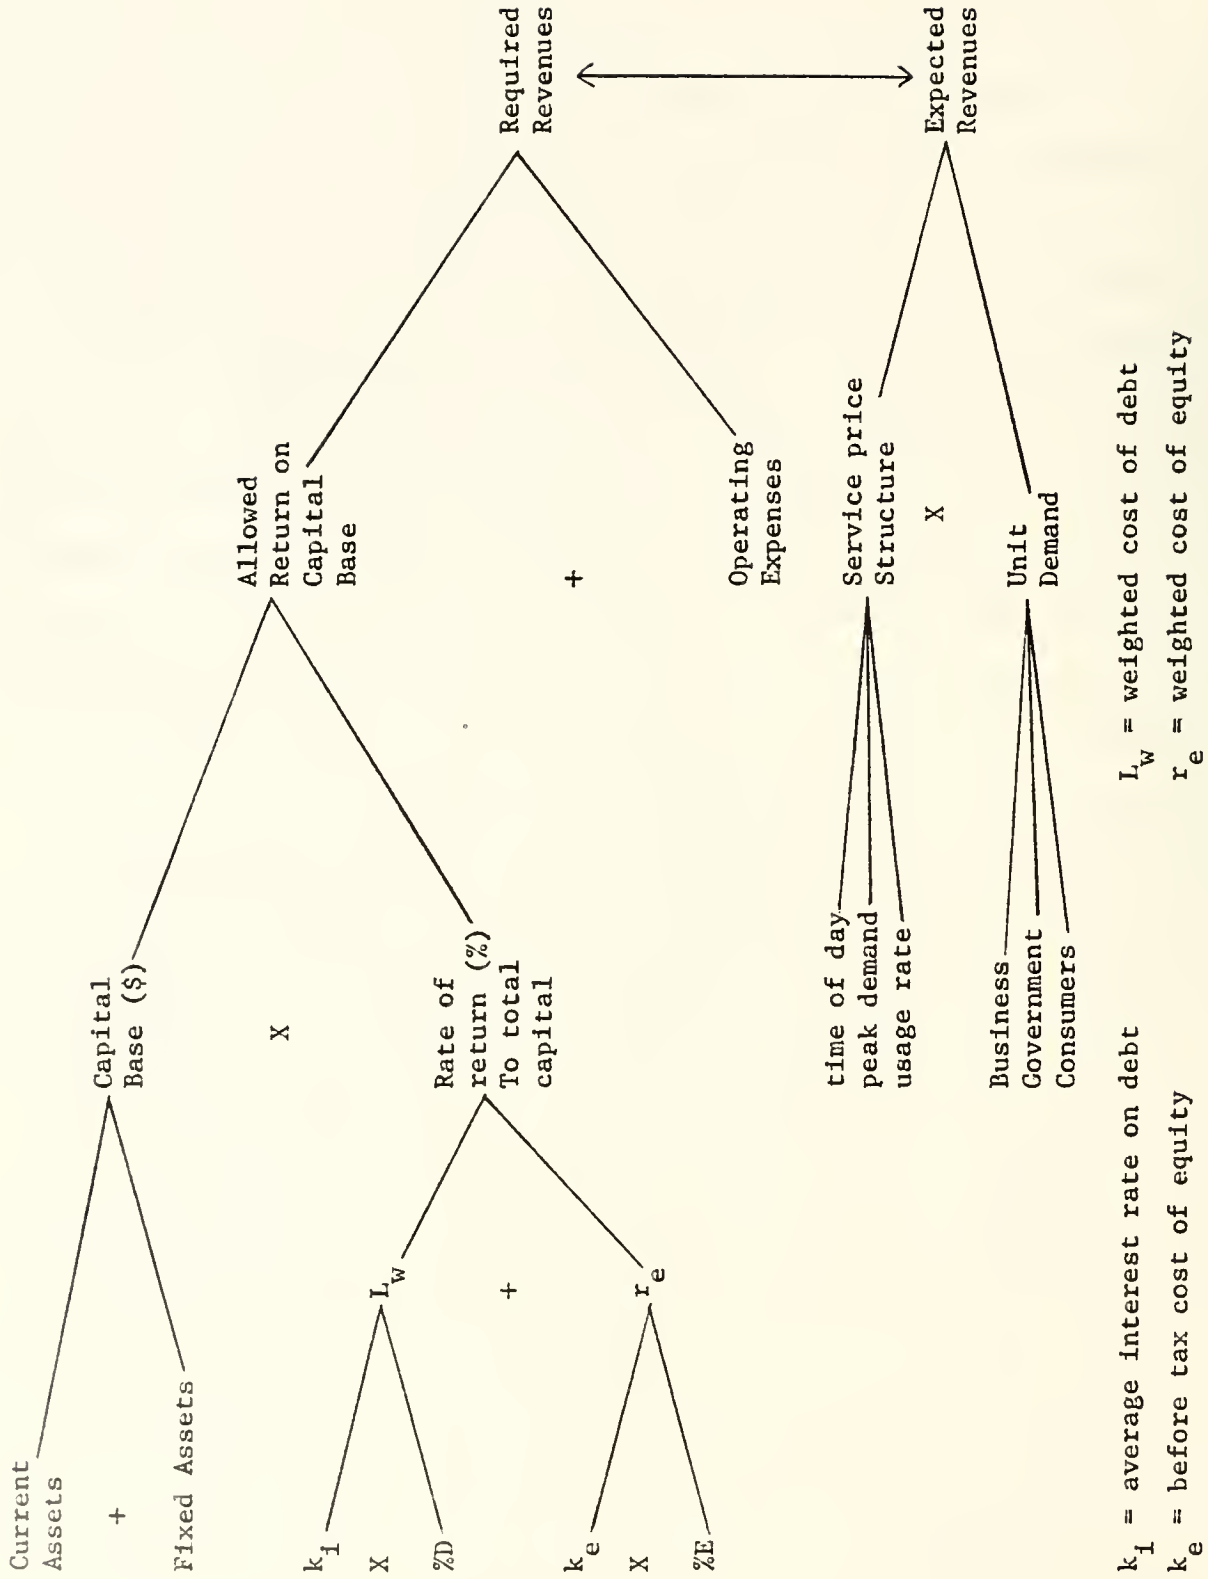 Current
Assets
+
Fixed Assets
k_i
X
%D
k_e
X
%E
L_w
+
r_e
Capital
Base ($)
X
Rate of
return (%)
To total
capital
Allowed
Return on
Capital
Base
+
Operating
Expenses
Required
Revenues
time of day
peak demand
usage rate
Business
Government
Consumers
Service price
Structure
X
Unit
Demand
Expected
Revenues
k_i = average interest rate on debt
k_e = before tax cost of equity
L_w = weighted cost of debt
r_e = weighted cost of equity